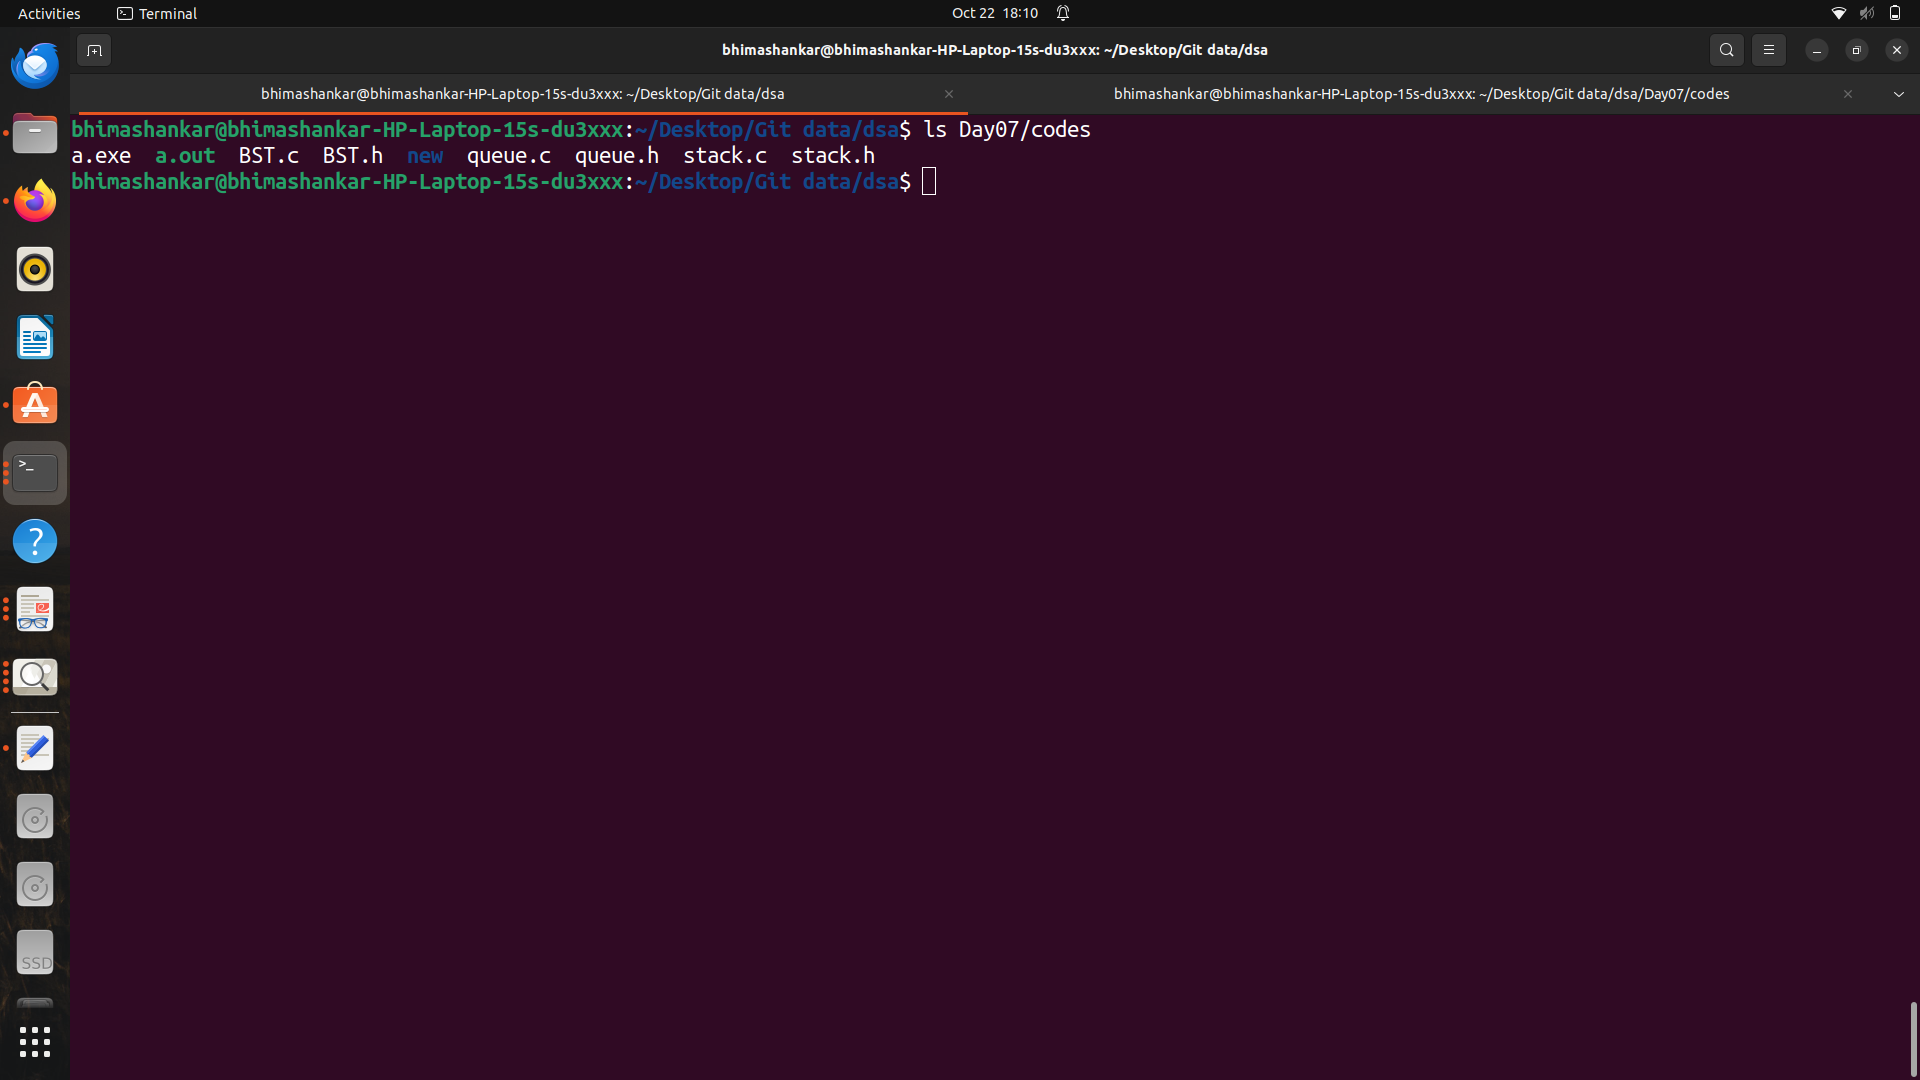 Activities Terminal Oct 22 18:10
bhimashankar@bhimashankar-HP-Laptop-15s-du3xxx: ~/Desktop/Git data/dsa
bhimashankar@bhimashankar-HP-Laptop-15s-du3xxx: ~/Desktop/Git data/dsa × bhimashankar@bhimashankar-HP-Laptop-15s-du3xxx: ~/Desktop/Git data/dsa/Day07/codes ×
bhimashankar@bhimashankar-HP-Laptop-15s-du3xxx:~/Desktop/Git data/dsa$ ls Day07/codes
a.exe a.out BST.c BST.h new queue.c queue.h stack.c stack.h
bhimashankar@bhimashankar-HP-Laptop-15s-du3xxx:~/Desktop/Git data/dsa$
>_
?
SSD